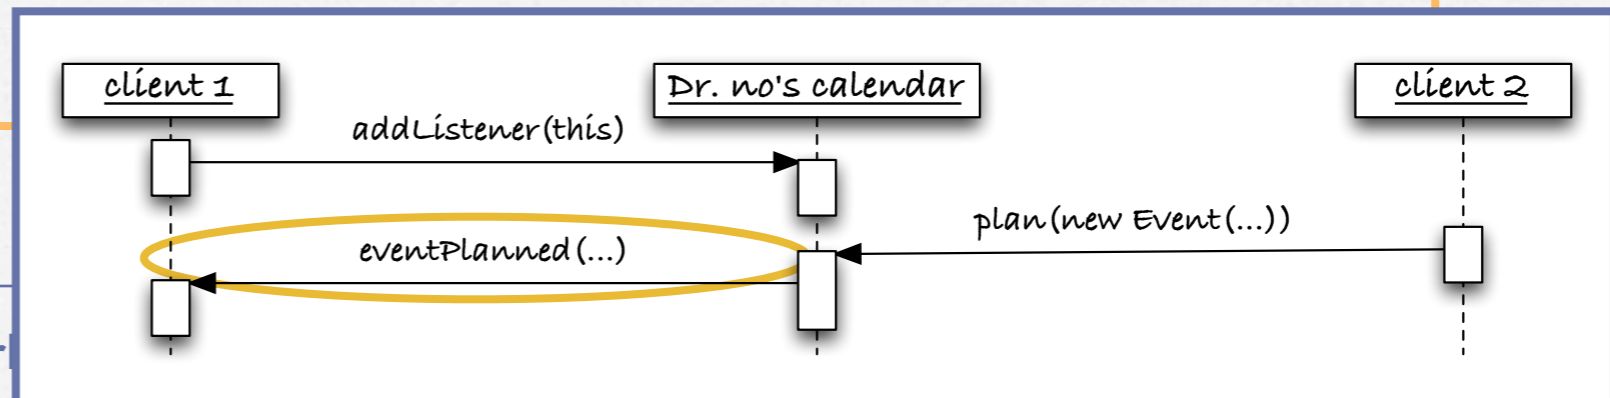 client 1
Dr. no's calendar
client 2
addListener(this)
plan(new Event(...))
eventPlanned(...)